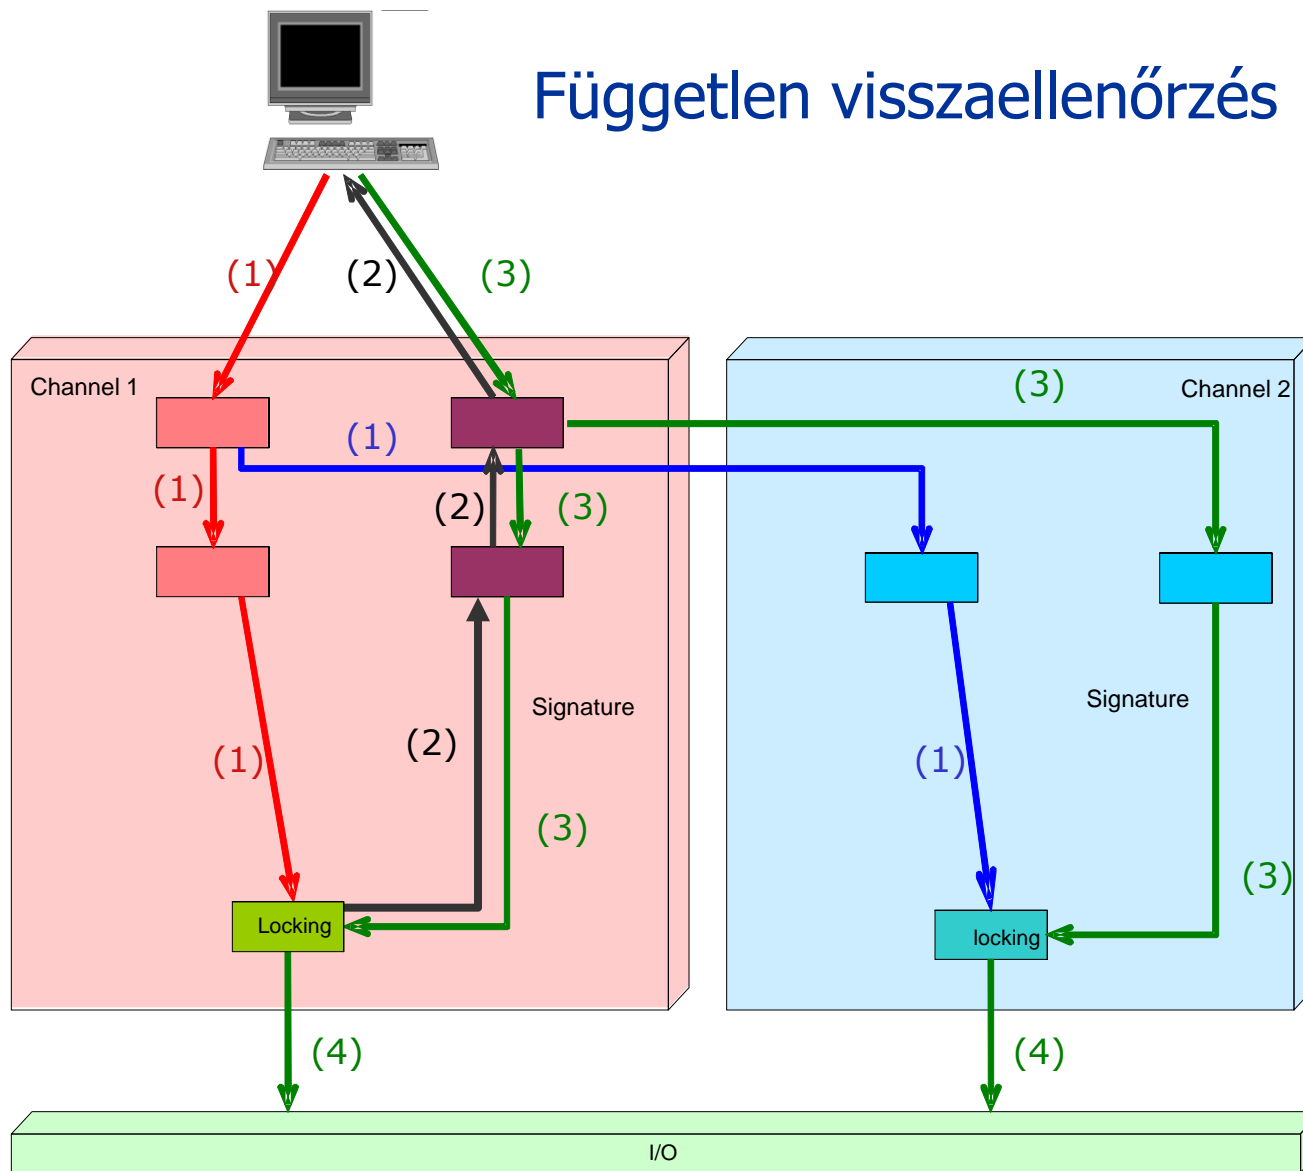 Független visszaellenőrzés
(1)
(2)
(3)
Channel 1
(3)
Channel 2
(1)
(1)
(2)
(3)
Signature
Signature
(1)
(2)
(1)
(3)
(3)
Locking
locking
(4)
(4)
I/O